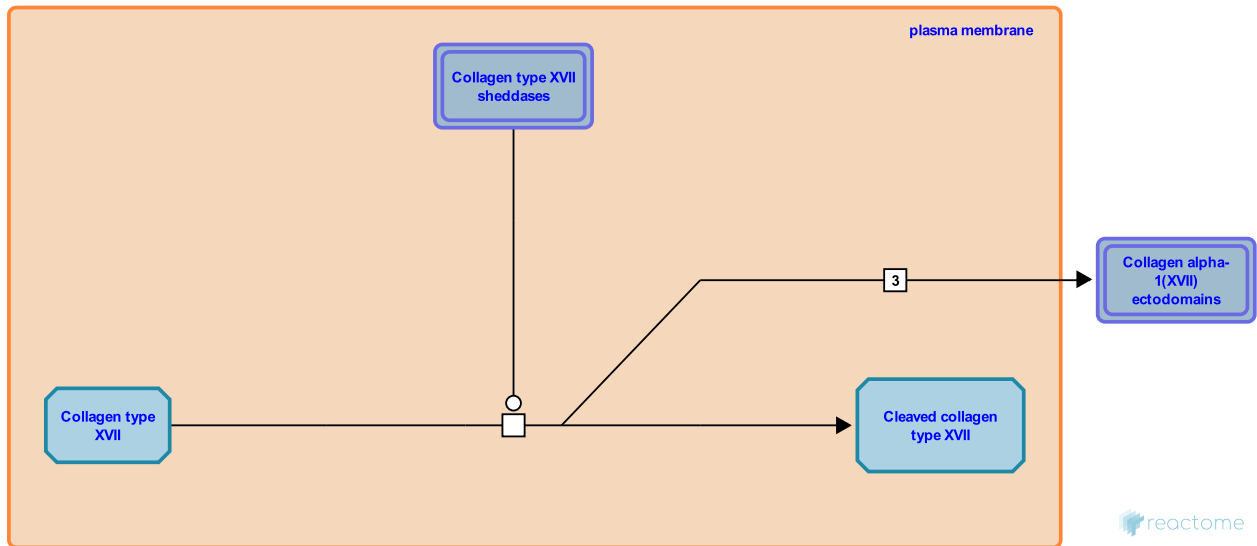 plasma membrane
Collagen type XVII
sheddases
Collagen alpha-
1(XVII)
ectodomains
3
Collagen type
XVII
Cleaved collagen
type XVII
reactome